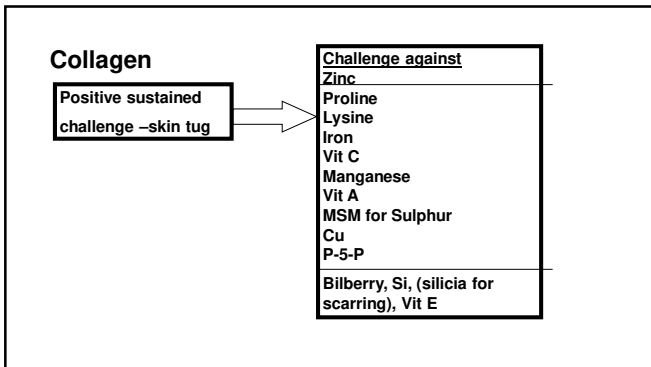 Collagen
Positive sustained
challenge –skin tug
Challenge against
Zinc
Proline
Lysine
Iron
Vit C
Manganese
Vit A
MSM for Sulphur
Cu
P-5-P
Bilberry, Si, (silicia for
scarring), Vit E